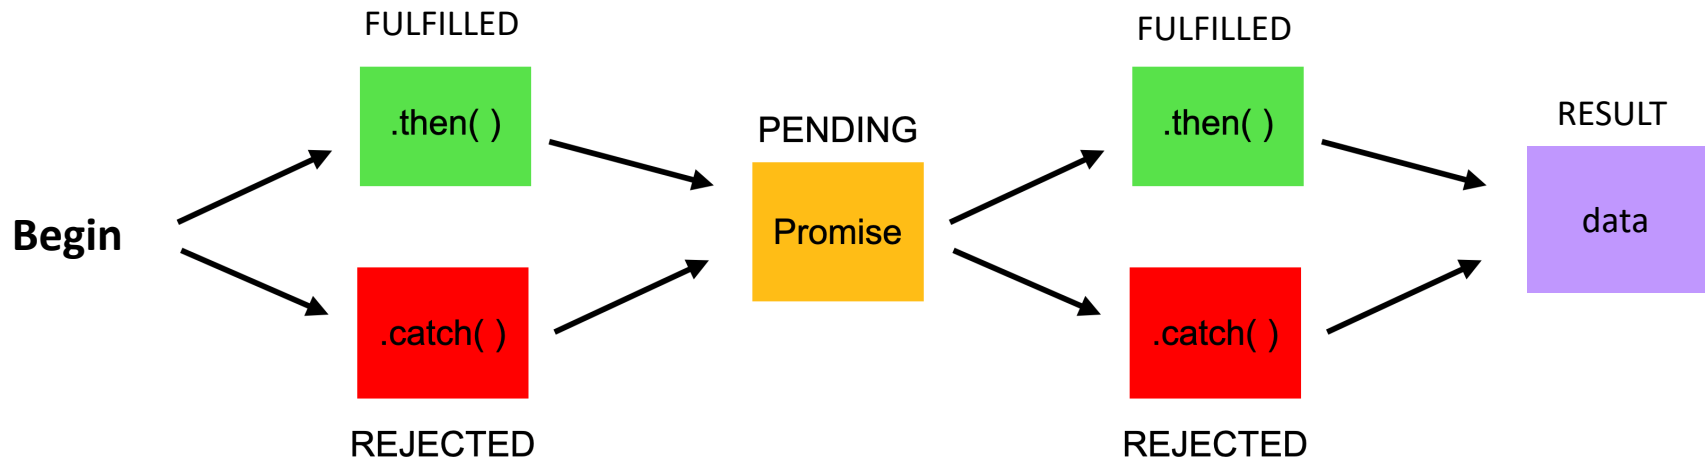 Begin
FULFILLED
.then( )
.catch( )
REJECTED
PENDING
Promise
FULFILLED
.then( )
.catch( )
REJECTED
RESULT
data